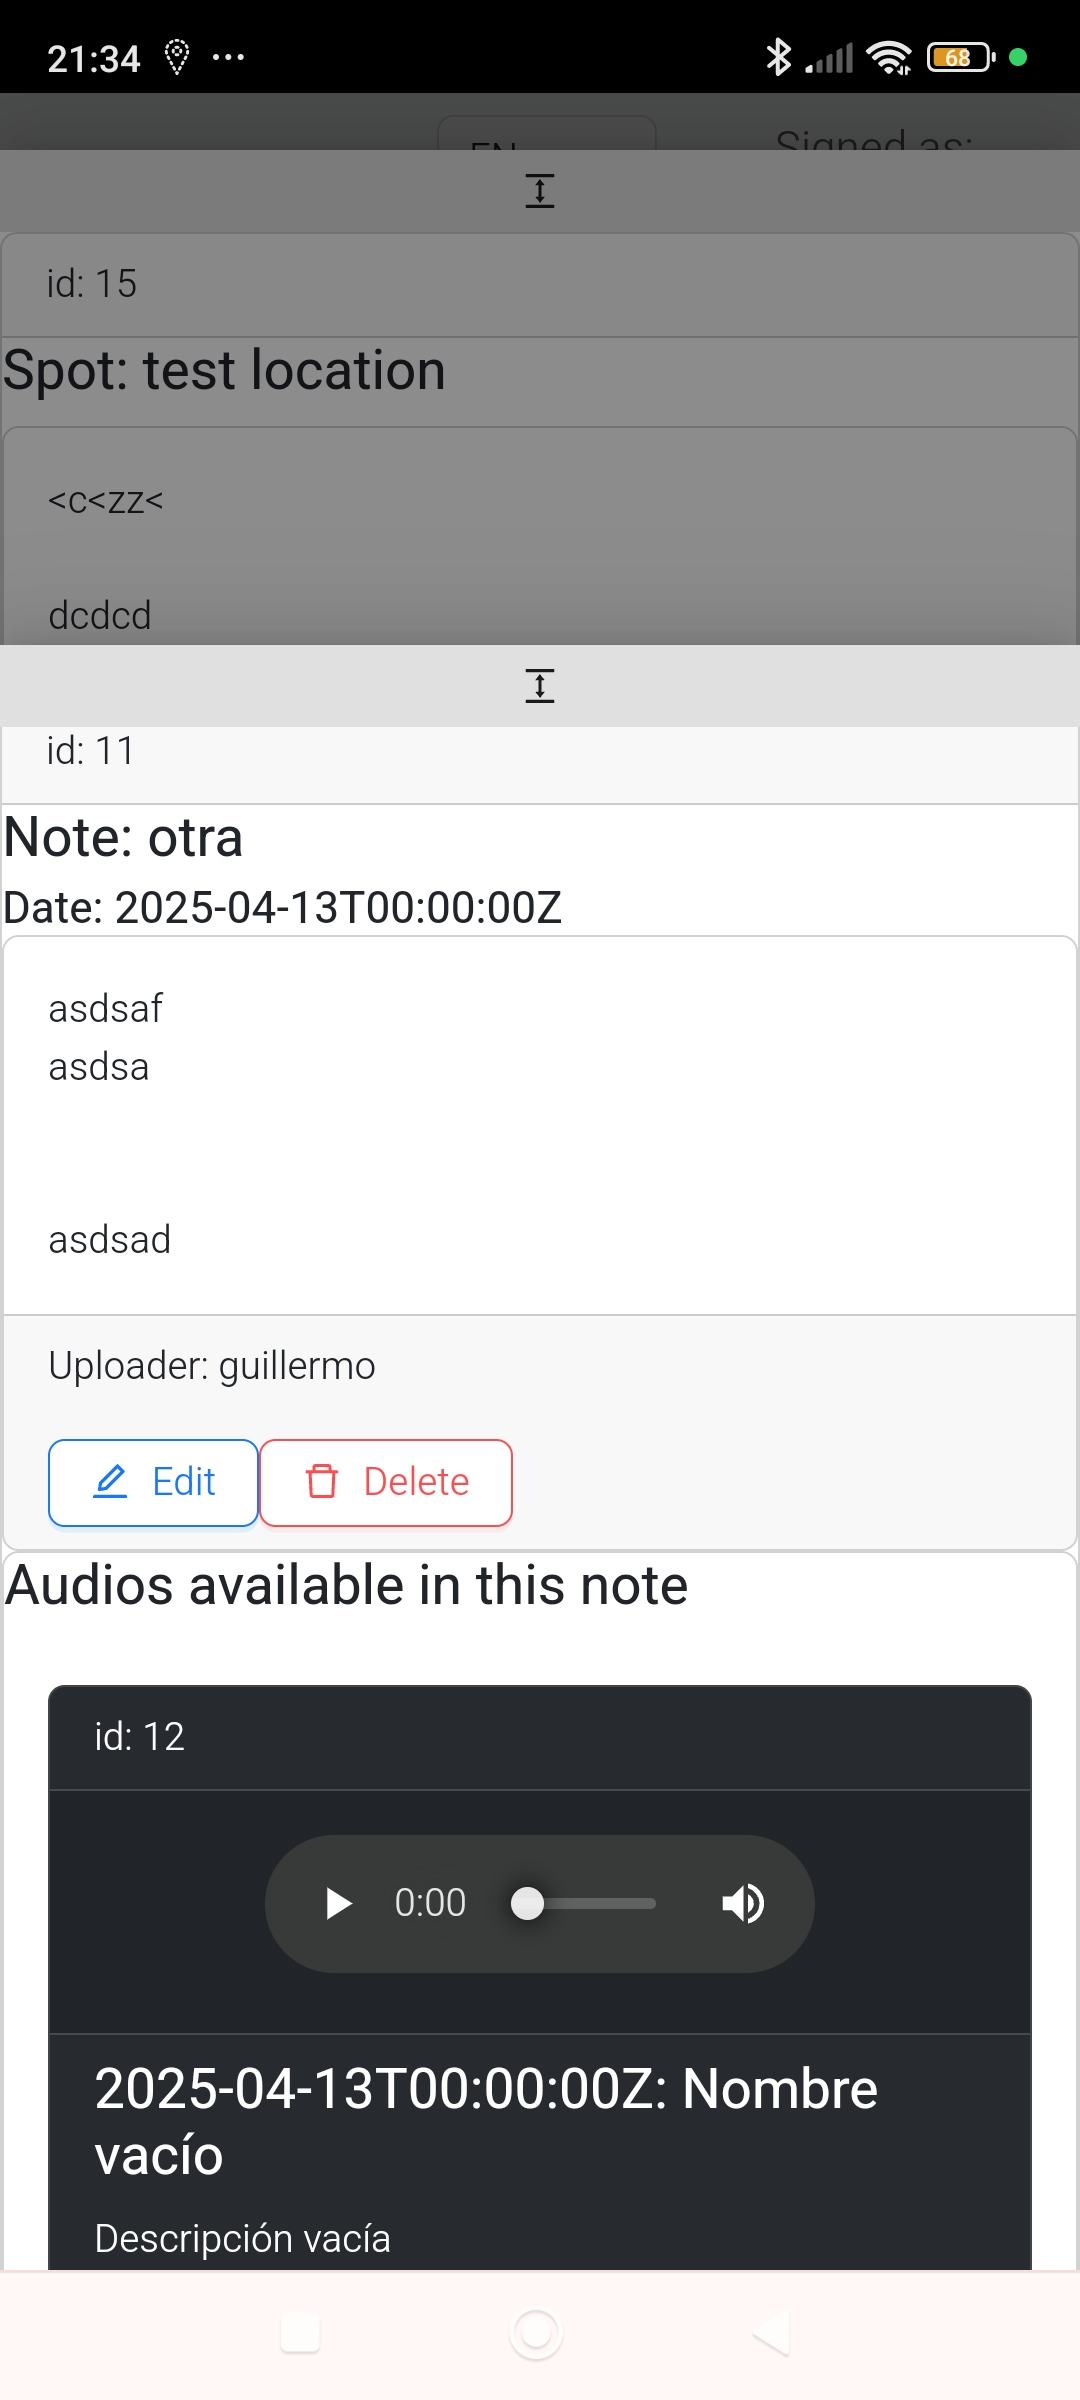 21:34
68
Signed as:
id: 15
Spot: test location
<c<zz<
dcdcd
id: 11
Note: otra
Date: 2025-04-13T00:00:00Z
asdsaf
asdsa
asdsad
Uploader: guillermo
Edit Delete
Audios available in this note
id: 12
0:00
2025-04-13T00:00:00Z: Nombre
vacío
Descripción vacía